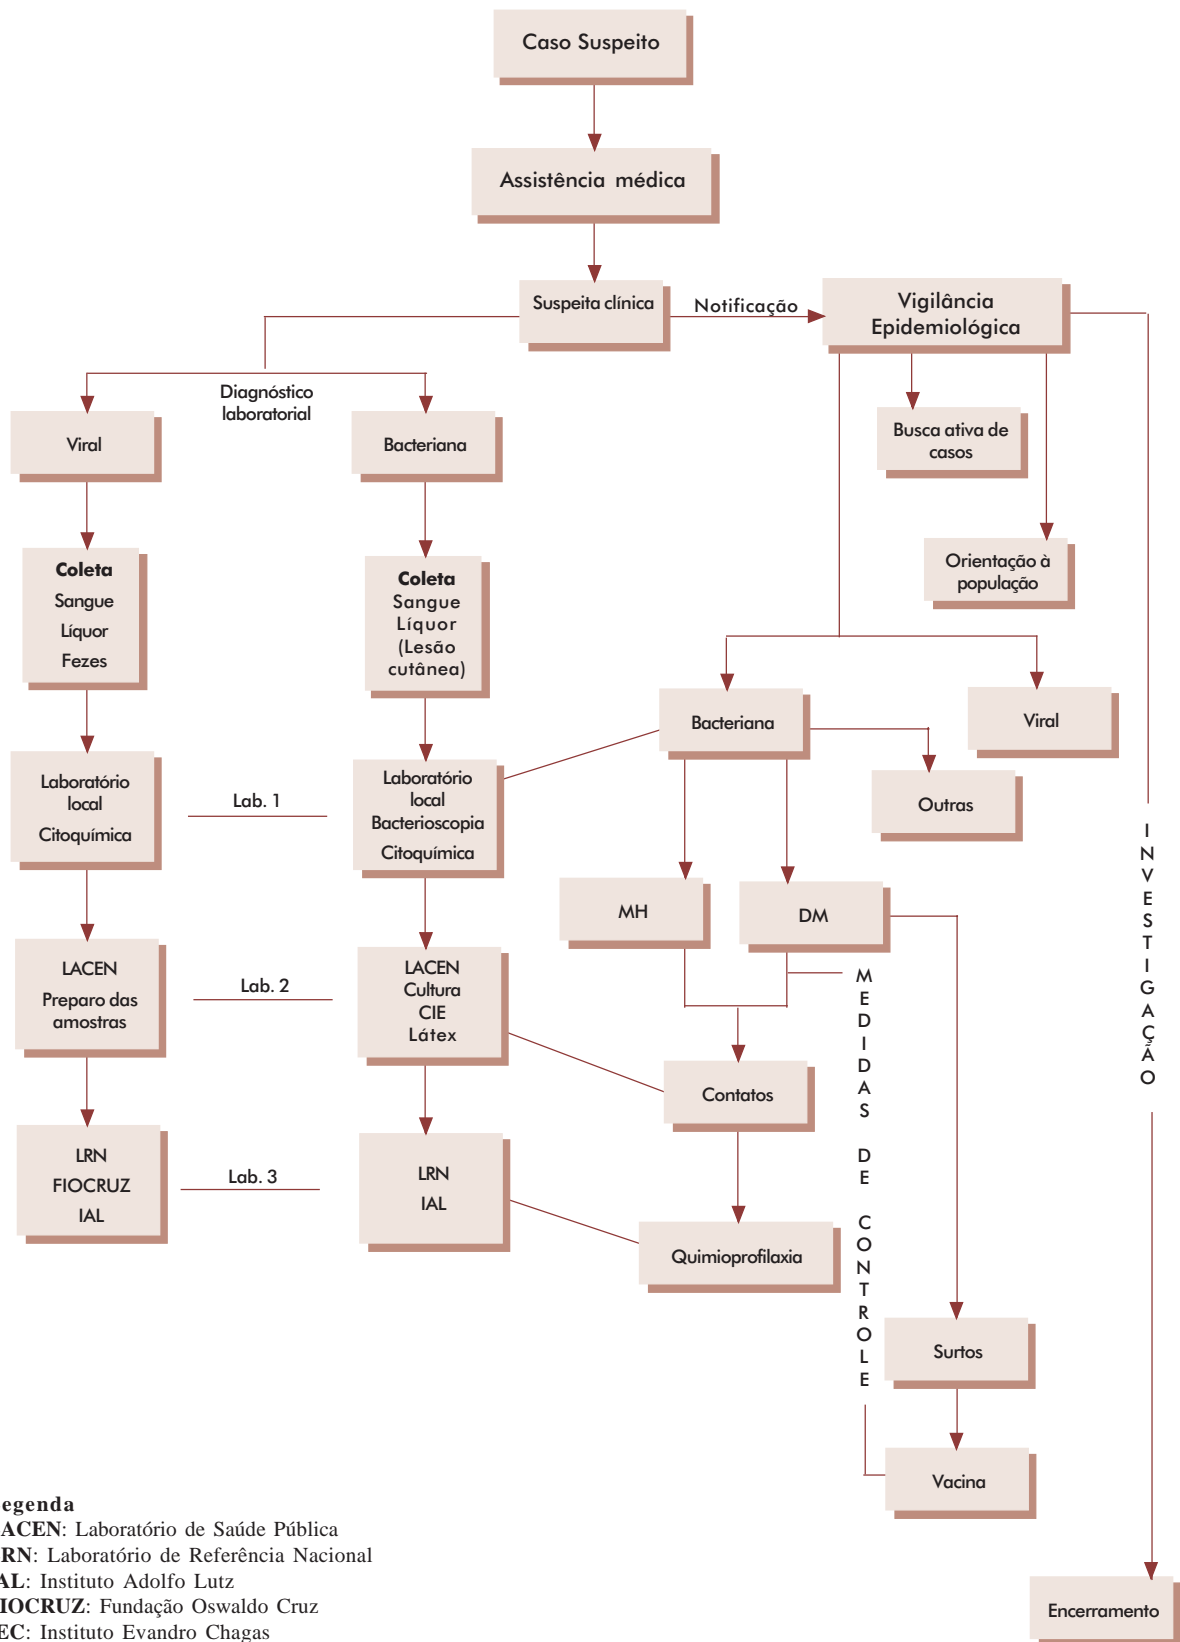 Caso Suspeito
Assistência médica
Suspeita clínica
Notificação
Vigilância
Epidemiológica
Diagnóstico
laboratorial
Viral
Bacteriana
Busca ativa de
casos
Orientação à
população
Coleta
Sangue
Líquor
Fezes
Coleta
Sangue
Líquor
(Lesão
cutânea)
Bacteriana
Viral
Outras
Laboratório
local
Citoquímica
Lab. 1
Laboratório
local
Bacterioscopia
Citoquímica
MH
DM
INVESTIGAÇÃO
LACEN
Preparo das
amostras
Lab. 2
LACEN
Cultura
CIE
Látex
MEDIDAS DE CONTROLE
Contatos
LRN
FIOCRUZ
IAL
Lab. 3
LRN
IAL
Quimioprofilaxia
Surtos
Vacina
Encerramento
egenda
ACEN: Laboratório de Saúde Pública
RN: Laboratório de Referência Nacional
AL: Instituto Adolfo Lutz
IOCRUZ: Fundação Oswaldo Cruz
EC: Instituto Evandro Chagas